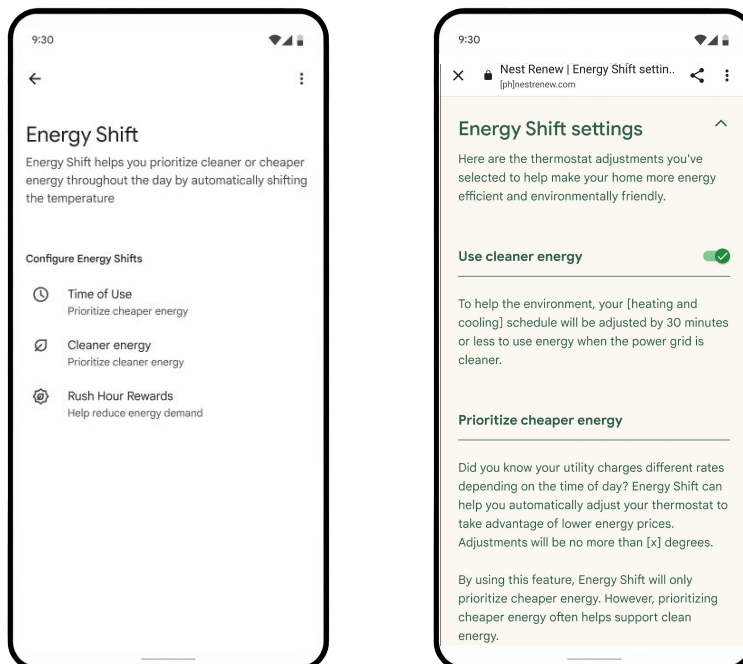 9:30
Energy Shift
Energy Shift helps you prioritize cleaner or cheaper
energy throughout the day by automatically shifting
the temperature
Configure Energy Shifts
Time of Use
Prioritize cheaper energy
Cleaner energy
Prioritize cleaner energy
Rush Hour Rewards
Help reduce energy demand
9:30
Nest Renew | Energy Shift settin..
[ph]nestrenew.com
Energy Shift settings
Here are the thermostat adjustments you've
selected to help make your home more energy
efficient and environmentally friendly.
Use cleaner energy
To help the environment, your [heating and
cooling] schedule will be adjusted by 30 minutes
or less to use energy when the power grid is
cleaner.
Prioritize cheaper energy
Did you know your utility charges different rates
depending on the time of day? Energy Shift can
help you automatically adjust your thermostat to
take advantage of lower energy prices.
Adjustments will be no more than [x] degrees.
By using this feature, Energy Shift will only
prioritize cheaper energy. However, prioritizing
cheaper energy often helps support clean
energy.